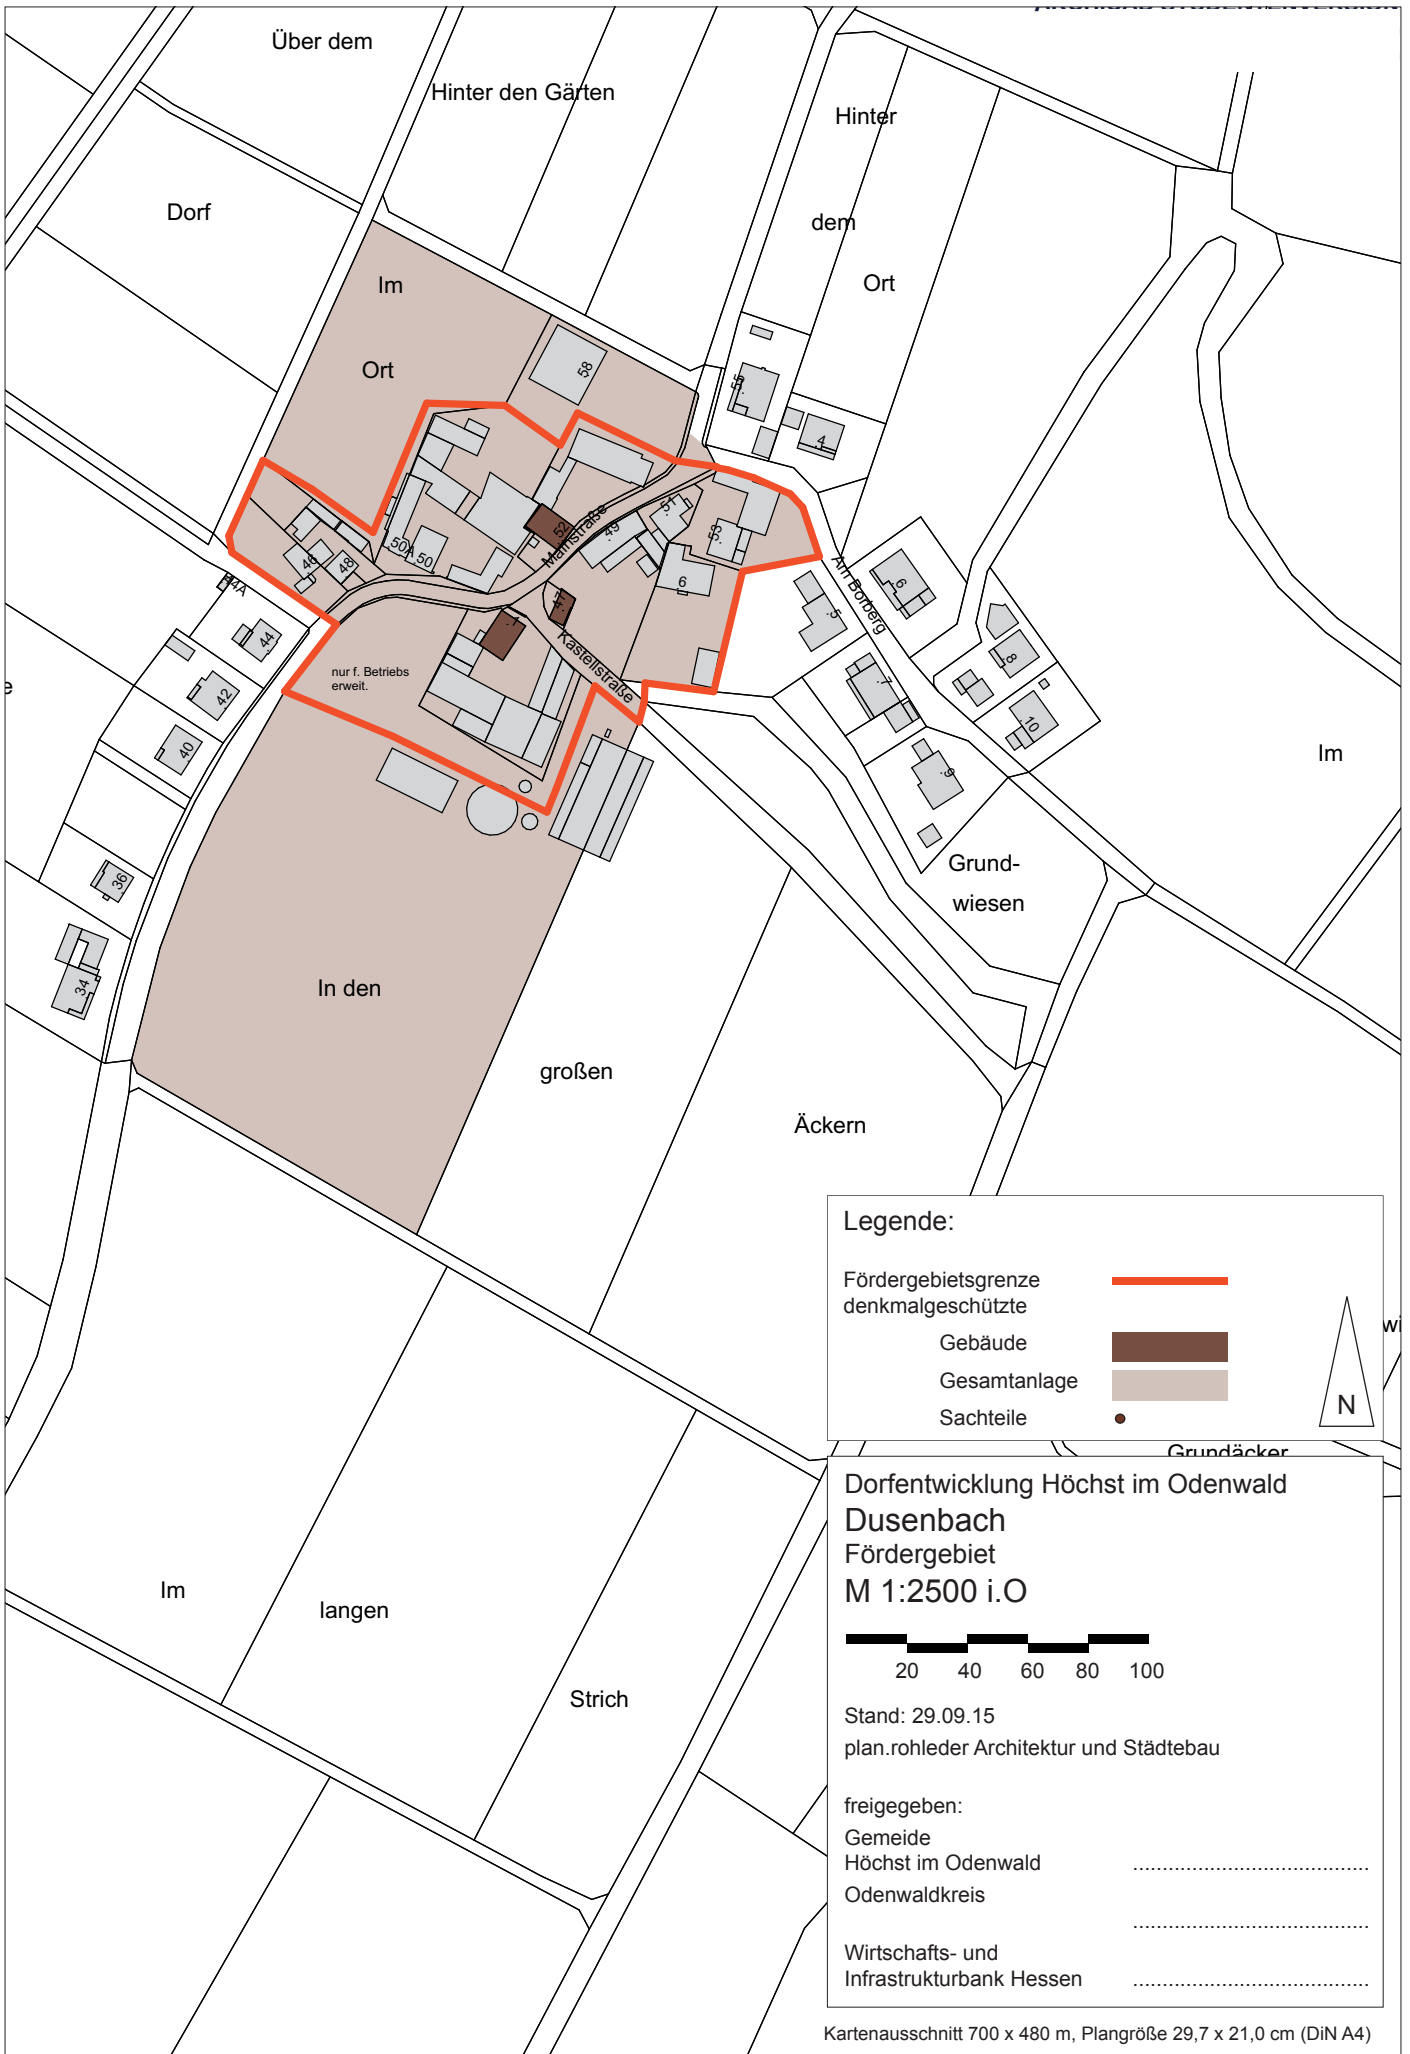 Über dem
Hinter den Gärten
Hinter
Dorf
dem
Im
Ort
Ort
58
55
4
51
52
49
53
Mainstraße
50A
50
46
48
6
44A
47
1
Am Borberg
6
5
44
Kastellstraße
8
nur f. Betriebs
erweit.
42
7
10
40
Im
9
36
Grund-
wiesen
34
In den
großen
Äckern
Legende:
Fördergebietsgrenze
denkmalgeschützte
Gebäude
Gesamtanlage
Sachteile
N
Grundäcker
Dorfentwicklung Höchst im Odenwald
Dusenbach
Fördergebiet
M 1:2500 i.O
20 40 60 80 100
Im
langen
Strich
Stand: 29.09.15
plan.rohleder Architektur und Städtebau
freigegeben:
Gemeide
Höchst im Odenwald ......................................
Odenwaldkreis
......................................
Wirtschafts- und
Infrastrukturbank Hessen ......................................
Kartenausschnitt 700 x 480 m, Plangröße 29,7 x 21,0 cm (DiN A4)